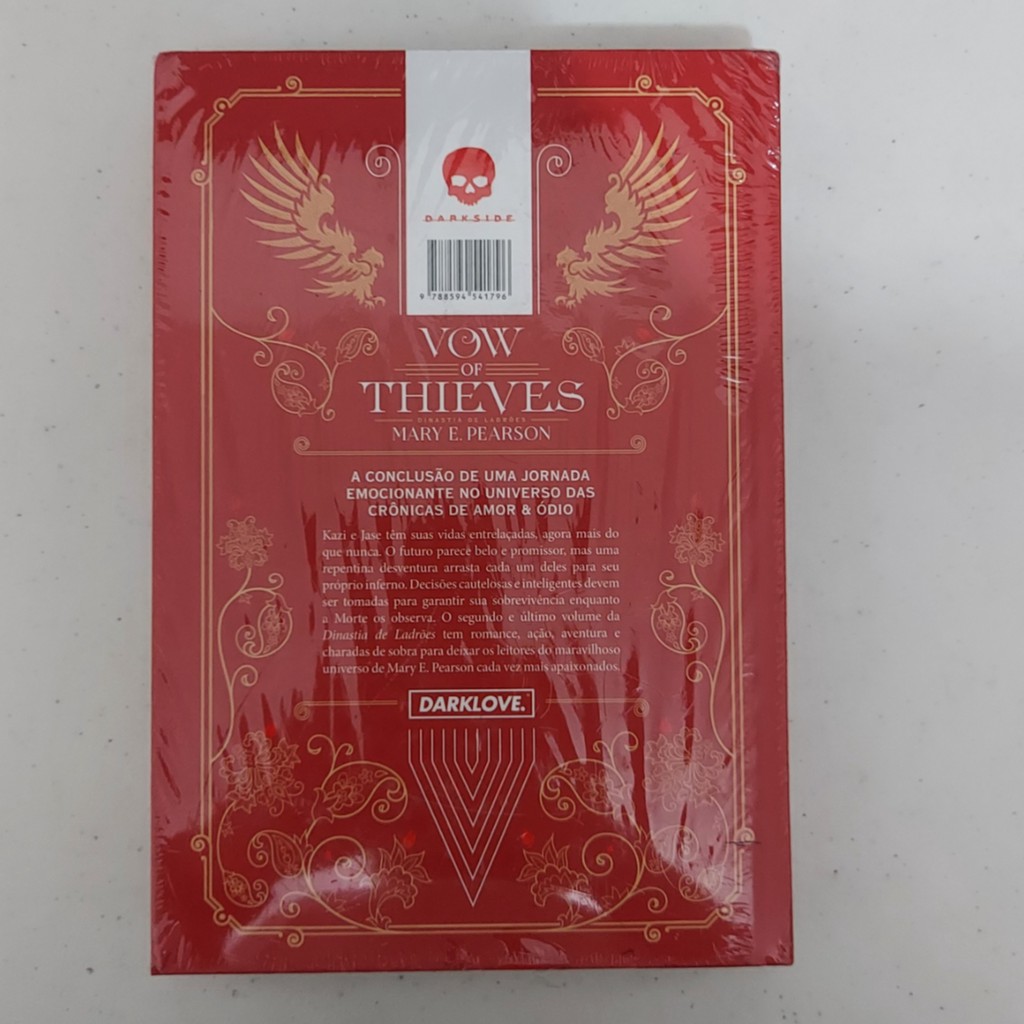 DARKSIDE
9 788594 541796
VOW
OF
THIEVES
DINASTIA DE LADRÕES
MARY E. PEARSON
A CONCLUSÃO DE UMA JORNADA
EMOCIONANTE NO UNIVERSO DAS
CRÔNICAS DE AMOR & ÓDIO
Kazi e Jase têm suas vidas entrelaçadas, agora mais do
que nunca. O futuro parece belo e promissor, mas uma
repentina desventura arrasta cada um deles para seu
próprio inferno. Decisões cautelosas e inteligentes devem
ser tomadas para garantir sua sobrevivência enquanto
a Morte os observa. O segundo e último volume da
Dinastia de Ladrões tem romance, ação, aventura e
charadas de sobra para deixar os leitores do maravilhoso
universo de Mary E. Pearson cada vez mais apaixonados.
DARKLOVE.